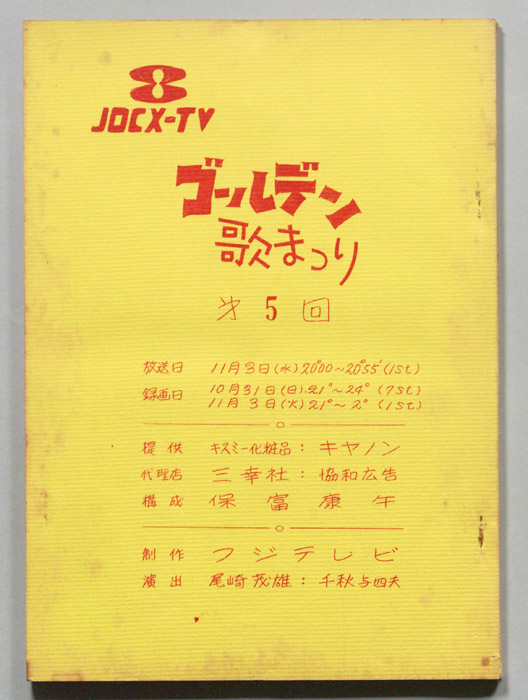 JOCX-TV
ゴールデン
歌まつり
第5回
放送日 11月3日(水)20°00~20°55′(1st)
録画日 10月31日(日).21°~24°(7st)
11月3日(火)21°~2°(1st)
提供 キスミー化粧品:キヤノン
代理店 三幸社:協和広告
構成 保富康午
制作 フジテレビ
演出 尾崎茂雄:千秋与四夫